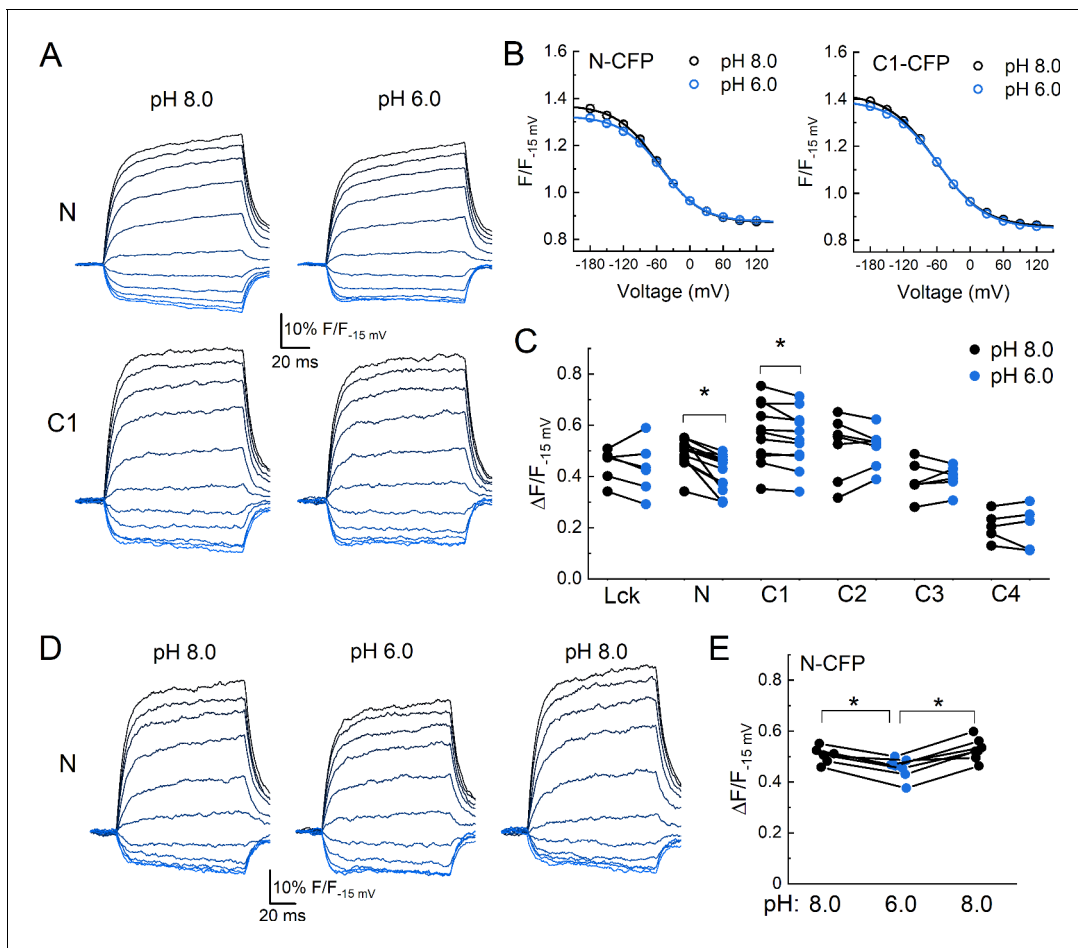 A
pH 8.0
pH 6.0
N
10% F/F-15 mV
20 ms
C1
B
N-CFP
pH 8.0
pH 6.0
1.6
1.4
1.2
1.0
0.8
F/F-15 mV
-180 -120 -60 0 60 120
Voltage (mV)
C1-CFP
pH 8.0
pH 6.0
1.6
1.4
1.2
1.0
0.8
F/F-15 mV
-180 -120 -60 0 60 120
Voltage (mV)
C
pH 8.0
pH 6.0
*
*
0.8
0.6
0.4
0.2
0.0
ΔF/F-15 mV
Lck N C1 C2 C3 C4
D
pH 8.0
pH 6.0
pH 8.0
N
10% F/F-15 mV
20 ms
E
N-CFP
* *
0.8
0.6
0.4
0.2
0
ΔF/F-15 mV
pH: 8.0 6.0 8.0